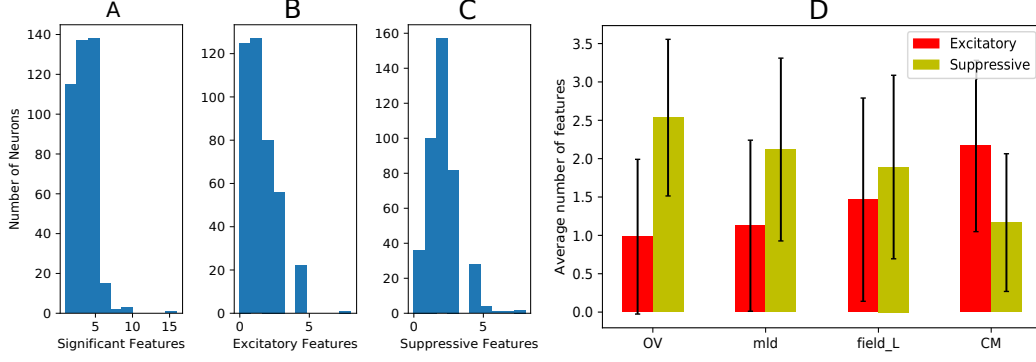 A
B
C
D
Number of Neurons
140
120
100
80
60
40
20
0
5
10
15
Significant Features
120
100
80
60
40
20
0
0
5
Excitatory Features
160
140
120
100
80
60
40
20
0
0
5
Suppressive Features
Average number of features
3.5
3.0
2.5
2.0
1.5
1.0
0.5
0.0
Excitatory
Suppressive
OV
mld
field_L
CM